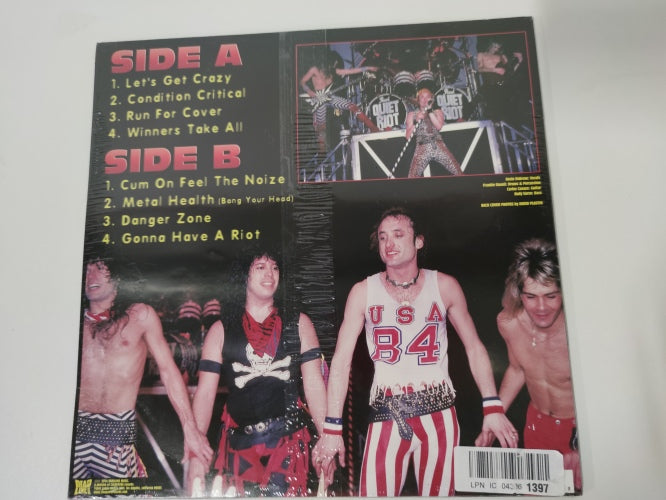 SIDE A
1. Let's Get Crazy
2. Condition Critical
3. Run For Cover
4. Winners Take All
SIDE B
1. Cum On Feel The Noize
2. Metal Health (Bang Your Head)
3. Danger Zone
4. Gonna Have A Riot
QUIET
RIOT
QUIET
RIOT
USA
84
LPN IC 1397